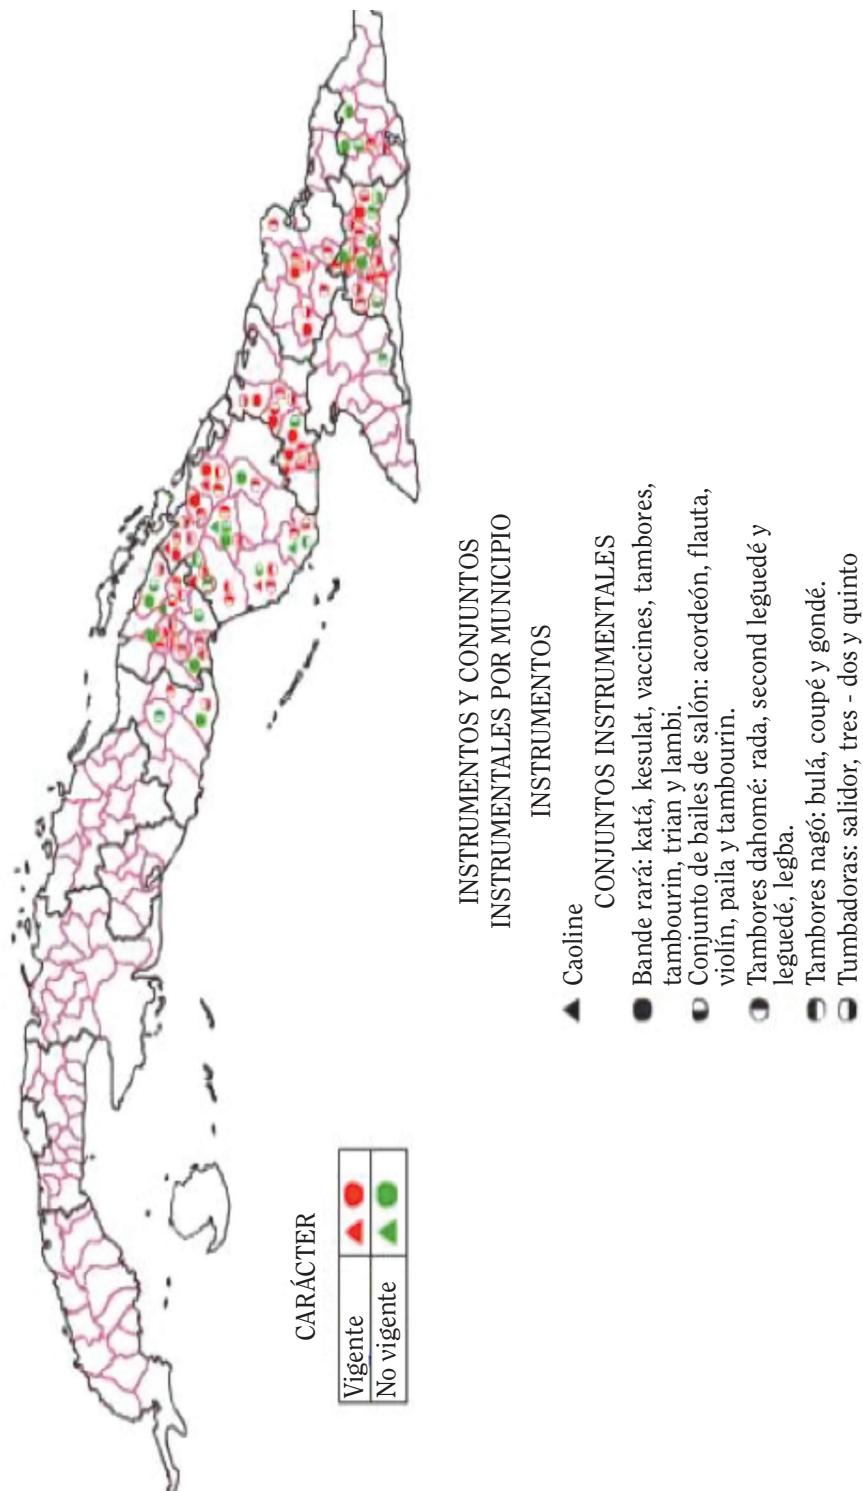 CARÁCTER
Vigente
No vigente
INSTRUMENTOS Y CONJUNTOS
INSTRUMENTALES POR MUNICIPIO
INSTRUMENTOS
Caoline
CONJUNTOS INSTRUMENTALES
Bande rará: katá, kesulat, vaccines, tambores,
tambourin, trian y lambi.
Conjunto de bailes de salón: acordeón, flauta,
violín, paila y tambourin.
Tambores dahomé: rada, second leguedé y
leguedé, legba.
Tambores nagó: bulá, coupé y gondé.
Tumbadoras: salidor, tres - dos y quinto